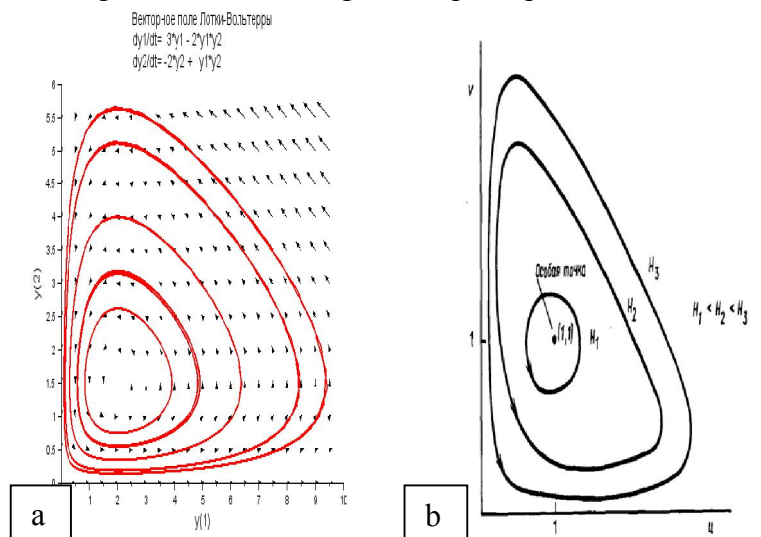 Векторное поле Лотки-Вольтерры
dy1/dt= 3*y1 - 2*y1*y2
dy2/dt= -2*y2 + y1*y2
y(2)
6
5.5
5
4.5
4
3.5
3
2.5
2
1.5
1
0.5
0
1
2
3
4
5
6
7
8
9
10
y(1)
a
v
1
Особая точка
(1,1)
H₁
H₂
H₃
H₁ < H₂ < H₃
1
u
b